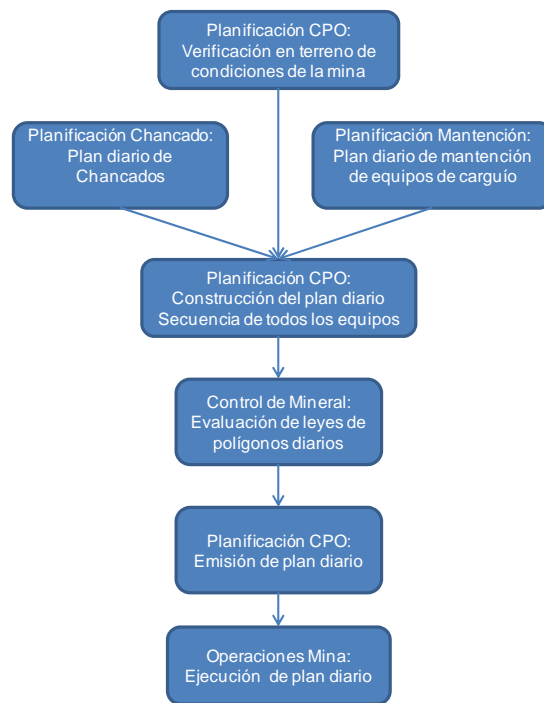 Planificación CPO:
Verificación en terreno de
condiciones de la mina
Planificación Chancado:
Plan diario de
Chancados
Planificación Mantención:
Plan diario de mantención
de equipos de carguío
Planificación CPO:
Construcción del plan diario
Secuencia de todos los equipos
Control de Mineral:
Evaluación de leyes de
polígonos diarios
Planificación CPO:
Emisión de plan diario
Operaciones Mina:
Ejecución de plan diario